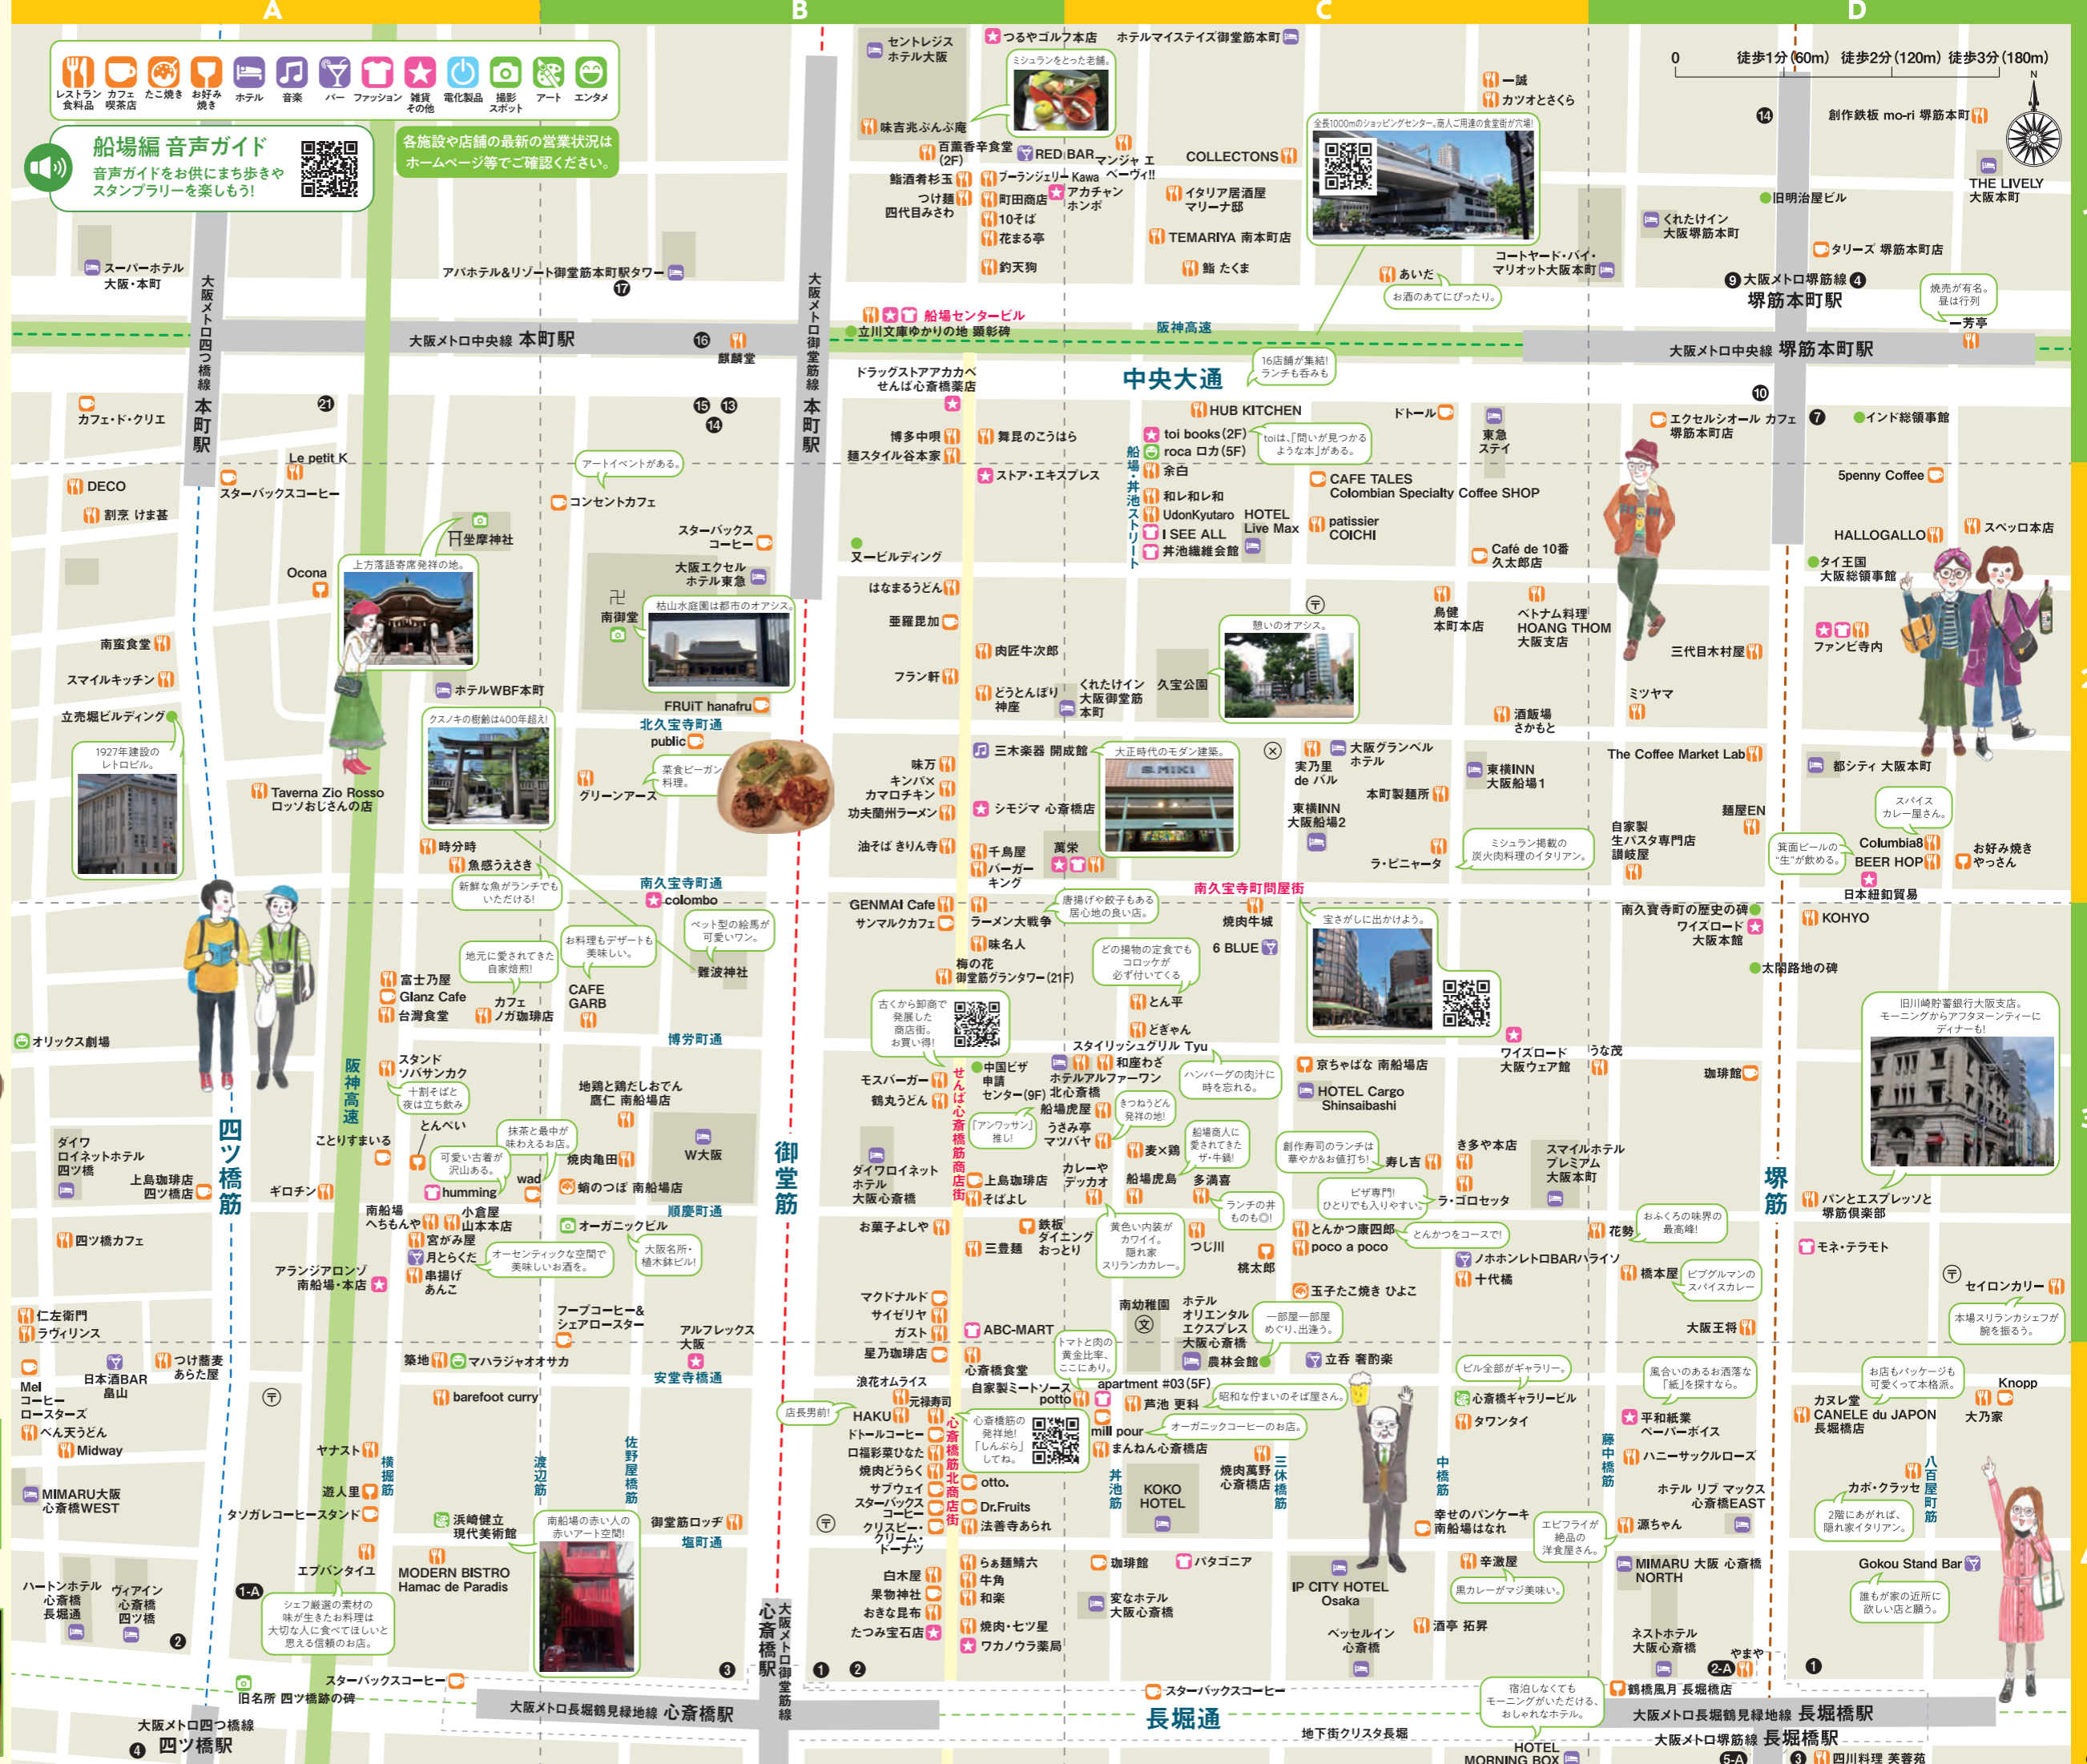 A
B
C
D
レストラン
食料品
カフェ
喫茶店
たこ焼き
お好み
焼き
ホテル
音楽
バー
ファッション
雑貨
その他
電化製品
撮影
スポット
アート
エンタメ
船場編 音声ガイド
音声ガイドをお供にまち歩きや
スタンプラリーを楽しもう!
各施設や店舗の最新の営業状況は
ホームページ等でご確認ください。
0
徒歩1分(60m)
徒歩2分(120m)
徒歩3分(180m)
N
セントレジス
ホテル大阪
つるやゴルフ本店
ホテルマイステイズ御堂筋本町
ミシュランをとった老舗。
味吉兆ぶんぶ庵
百薫香辛食堂
(2F)
RED BAR
マンジャ エ
ベーヴィ!!
COLLECTONS
鮨酒肴杉玉
ブーランジェリー Kawa
つけ麺
四代目みさわ
町田商店
アカチャン
ホンポ
10そば
花まる亭
釣天狗
イタリア居酒屋
マリーナ邸
TEMARIYA 南本町店
鮨 たくま
一誠
カツオとさくら
全長1000mのショッピングセンター。商人ご用達の食堂街が穴場!
あいだ
お酒のあてにぴったり。
コートヤード・バイ・
マリオット大阪本町
14
創作鉄板 mo-ri 堺筋本町
THE LIVELY
大阪本町
旧明治屋ビル
くれたけイン
大阪堺筋本町
タリーズ 堺筋本町店
9
大阪メトロ堺筋線
4
堺筋本町駅
焼売が有名。
昼は行列
一芳亭
スーパーホテル
大阪・本町
アパホテル&リゾート御堂筋本町駅タワー
17
大阪メトロ四つ橋線 本町駅
大阪メトロ中央線 本町駅
16
麒麟堂
大阪メトロ御堂筋線 本町駅
船場センタービル
立川文庫ゆかりの地 顕彰碑
阪神高速
中央大通
16店舗が集結!
ランチも呑みも
大阪メトロ中央線 堺筋本町駅
10
7
インド総領事館
カフェ・ド・クリエ
21
15
13
14
ドラッグストアアカカベ
せんば心斎橋薬店
博多中唄
麺スタイル谷本家
舞昆のこうはら
ストア・エキスプレス
HUB KITCHEN
toi books(2F)
roca ロカ(5F)
toiは、「問いが見つかる
ような本」がある。
船場・丼池ストリート
余白
和レ和レ和
UdonKyutaro
I SEE ALL
丼池繊維会館
HOTEL
Live Max
ドトール
東急
ステイ
CAFE TALES
Colombian Specialty Coffee SHOP
patissier
COICHI
Café de 10番
久太郎店
エクセルシオール カフェ
堺筋本町店
5penny Coffee
HALLOGALLO
スペッロ本店
タイ王国
大阪総領事館
Le petit K
スターバックスコーヒー
DECO
割烹 けま甚
アートイベントがある。
コンセントカフェ
坐摩神社
上方落語寄席発祥の地。
Ocona
スターバックス
コーヒー
大阪エクセル
ホテル東急
南御堂
枯山水庭園は都市のオアシス。
又一ビルディング
はなまるうどん
亜羅毘加
フラン軒
肉匠牛次郎
どうとんぼり
神座
くれたけイン
大阪御堂筋
本町
久宝公園
憩いのオアシス。
鳥健
本町本店
ベトナム料理
HOANG THOM
大阪支店
三代目木村屋
ファンビ寺内
ミツヤマ
南蛮食堂
スマイルキッチン
立売堀ビルディング
1927年建設の
レトロビル。
ホテルWBF本町
クスノキの樹齢は400年超え!
FRUiT hanafru
北久宝寺町通
public
菜食ビーガン
料理。
グリーンアース
Taverna Zio Rosso
ロッソおじさんの店
時分時
魚感うえさき
新鮮な魚がランチでも
いただける!
南久宝寺町通
colombo
ペット型の絵馬が
可愛いワン。
難波神社
味万
キンパ×
カマロチキン
功夫蘭州ラーメン
油そば きりん寺
三木楽器 開成館
大正時代のモダン建築。
S.MIKI
シモジマ 心斎橋店
千鳥屋
バーガー
キング
萬栄
実乃里
de バル
大阪グランベル
ホテル
東横INN
大阪船場2
本町製麺所
東横INN
大阪船場1
酒飯場
さかもと
ラ・ピニャータ
ミシュラン掲載の
炭火肉料理のイタリアン。
The Coffee Market Lab
都シティ 大阪本町
スパイス
カレー屋さん。
麺屋EN
自家製
生パスタ専門店
讃岐屋
箕面ビールの
“生”が飲める。
Columbia8
BEER HOP
お好み焼き
やっさん
日本紐釦貿易
GENMAI Cafe
サンマルクカフェ
ラーメン大戦争
唐揚げや餃子もある
居心地の良い店。
味名人
梅の花
御堂筋グランタワー(21F)
南久宝寺町問屋街
焼肉牛城
6 BLUE
宝さがしに出かけよう。
どの揚物の定食でも
コロッケが
必ず付いてくる
とん平
どぎゃん
南久寳寺町の歴史の碑
ワイズロード
大阪本館
KOHYO
太閤路地の碑
旧川崎貯蓄銀行大阪支店。
モーニングからアフタヌーンティーに
ディナーも!
地元に愛されてきた
自家焙煎!
お料理もデザートも
美味しい。
富士乃屋
Glanz Cafe
台灣食堂
カフェ
ノガ珈琲店
CAFE
GARB
オリックス劇場
博労町通
古くから卸商で
発展した
商店街。
お買い得!
スタイリッシュグリル Tyu
和座わざ
ハンバーグの肉汁に
時を忘れる。
京ちゃばな 南船場店
HOTEL Cargo
Shinsaibashi
ワイズロード
大阪ウェア館
うな茂
珈琲館
阪神高速
スタンド
ソバサンカク
十割そばと
夜は立ち飲み
地鶏と鶏だしおでん
鷹仁 南船場店
モスバーガー
鶴丸うどん
せんば心斎橋筋商店街
中国ビザ
申請
センター(9F)
ホテルアルファーワン
北心斎橋
「アンワッサン」
推し!
船場虎屋
うさみ亭
マツバヤ
きつねうどん
発祥の地!
麦×鶏
船場商人に
愛されてきた
ザ・牛鍋!
創作寿司のランチは
華やか&お値打ち!
寿し吉
き多や本店
スマイルホテル
プレミアム
大阪本町
四ツ橋筋
ダイワ
ロイネットホテル
四ツ橋
上島珈琲店
四ツ橋店
四ツ橋カフェ
ギロチン
ことりすまいる
とんぺい
抹茶と最中が
味わえるお店。
可愛い古着が
沢山ある。
humming
wad
焼肉亀田
蛸のつぼ 南船場店
W大阪
順慶町通
御堂筋
ダイワロイネット
ホテル
大阪心斎橋
上島珈琲店
そばよし
カレーや
デッカオ
船場虎島
多満喜
ランチの丼
ものも◎!
ピザ専門!
ひとりでも入りやすい。
ラ・ゴロセッタ
堺筋
パンとエスプレッソと
堺筋倶楽部
南船場
へちもんや
小倉屋
山本本店
宮がみ屋
月とらくだ
串揚げ
あんこ
オーセンティックな空間で
美味しいお酒を。
オーガニックビル
大阪名所・
植木鉢ビル!
アランジアロンゾ
南船場・本店
お菓子よしや
三豊麺
鉄板
ダイニング
おっとり
黄色い内装が
カワイイ。
隠れ家
スリランカカレー。
つじ川
桃太郎
とんかつ康四郎
とんかつをコースで!
poco a poco
玉子たこ焼き ひよこ
ノホホンレトロBARハライソ
十代橘
花勢
おふくろの味界の
最高峰!
橋本屋
ビブグルマンの
スパイスカレー
モネ・テラモト
セイロンカリー
本場スリランカシェフが
腕を振るう。
大阪王将
仁左衛門
ラヴィリンス
Mel
コーヒー
ロースターズ
日本酒BAR
畠山
つけ蕎麦
あらた屋
べん天うどん
Midway
フープコーヒー&
シェアロースター
アルフレックス
大阪
築地
マハラジャオオサカ
安堂寺橋通
barefoot curry
マクドナルド
サイゼリヤ
ガスト
星乃珈琲店
ABC-MART
心斎橋食堂
南幼稚園
文
ホテル
オリエンタル
エクスプレス
大阪心斎橋
一部屋一部屋
めぐり、出逢う。
農林会館
立呑 奢酌楽
トマトと肉の
黄金比率、
ここにあり。
浪花オムライス
元禄寿司
自家製ミートソース
potto
apartment #03(5F)
芦池 更科
昭和な佇まいのそば屋さん。
mill pour
オーガニックコーヒーのお店。
まんねん心斎橋店
店長男前!
HAKU
ドトールコーヒー
口福彩菜ひなた
焼肉どうらく
サブウェイ
スターバックス
コーヒー
クリスピー・
クリーム・
ドーナツ
心斎橋筋北商店街
心斎橋筋の
発祥地!
「しんぶら」
してね。
otto.
Dr.Fruits
法善寺あられ
ビル全部がギャラリー。
心斎橋ギャラリービル
タワンタイ
風合いのあるお洒落な
「紙」を探すなら。
平和紙業
ペーパーボイス
ハニーサックルローズ
お店もパッケージも
可愛くって本格派。
カヌレ堂
CANELE du JAPON
長堀橋店
Knopp
大乃家
ヤナスト
横堀筋
渡辺筋
佐野屋橋筋
丼池筋
三休橋筋
中橋筋
藤中橋筋
八百屋町筋
MIMARU大阪
心斎橋WEST
遊人里
タソガレコーヒースタンド
浜崎健立
現代美術館
南船場の赤い人の
赤いアート空間!
御堂筋ロッヂ
塩町通
エブバンタイユ
MODERN BISTRO
Hamac de Paradis
KOKO
HOTEL
焼肉萬野
心斎橋店
幸せのパンケーキ
南船場はなれ
エビフライが
絶品の
洋食屋さん。
ホテル リブ マックス
心斎橋EAST
源ちゃん
カボ・クラッセ
2階にあがれば、
隠れ家イタリアン。
ハートンホテル
心斎橋
長堀通
ヴィアイン
心斎橋
四ツ橋
1-A
シェフ厳選の素材の
味が生きたお料理は
大切な人に食べてほしいと
思える信頼のお店。
2
白木屋
果物神社
おきな昆布
たつみ宝石店
らぁ麺鯖六
牛角
和楽
焼肉・七ツ星
ワカノウラ薬局
珈琲館
パタゴニア
変なホテル
大阪心斎橋
IP CITY HOTEL
Osaka
ベッセルイン
心斎橋
辛激屋
黒カレーがマジ美味い。
酒亭 拓昇
MIMARU 大阪 心斎橋
NORTH
Gokou Stand Bar
誰もが家の近所に
欲しい店と願う。
ネストホテル
大阪心斎橋
やまや
2-A
1
旧名所 四ツ橋跡の碑
スターバックスコーヒー
3
1
2
大阪メトロ御堂筋線
心斎橋駅
大阪メトロ長堀鶴見緑地線 心斎橋駅
大阪メトロ四つ橋線
4
四ツ橋駅
スターバックスコーヒー
長堀通
地下街クリスタ長堀
宿泊しなくても
モーニングがいただける、
おしゃれなホテル。
HOTEL
MORNING BOX
鶴橋風月 長堀橋店
大阪メトロ長堀鶴見緑地線 長堀橋駅
大阪メトロ堺筋線 長堀橋駅
5-A
3
四川料理 芙蓉苑